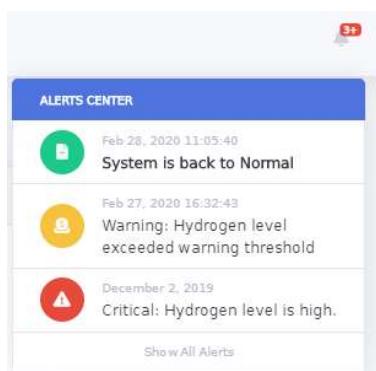 3+
ALERTS CENTER
Feb 28, 2020 11:05:40
System is back to Normal
Feb 27, 2020 16:32:43
Warning: Hydrogen level
exceeded warning threshold
December 2, 2019
Critical: Hydrogen level is high.
Show All Alerts